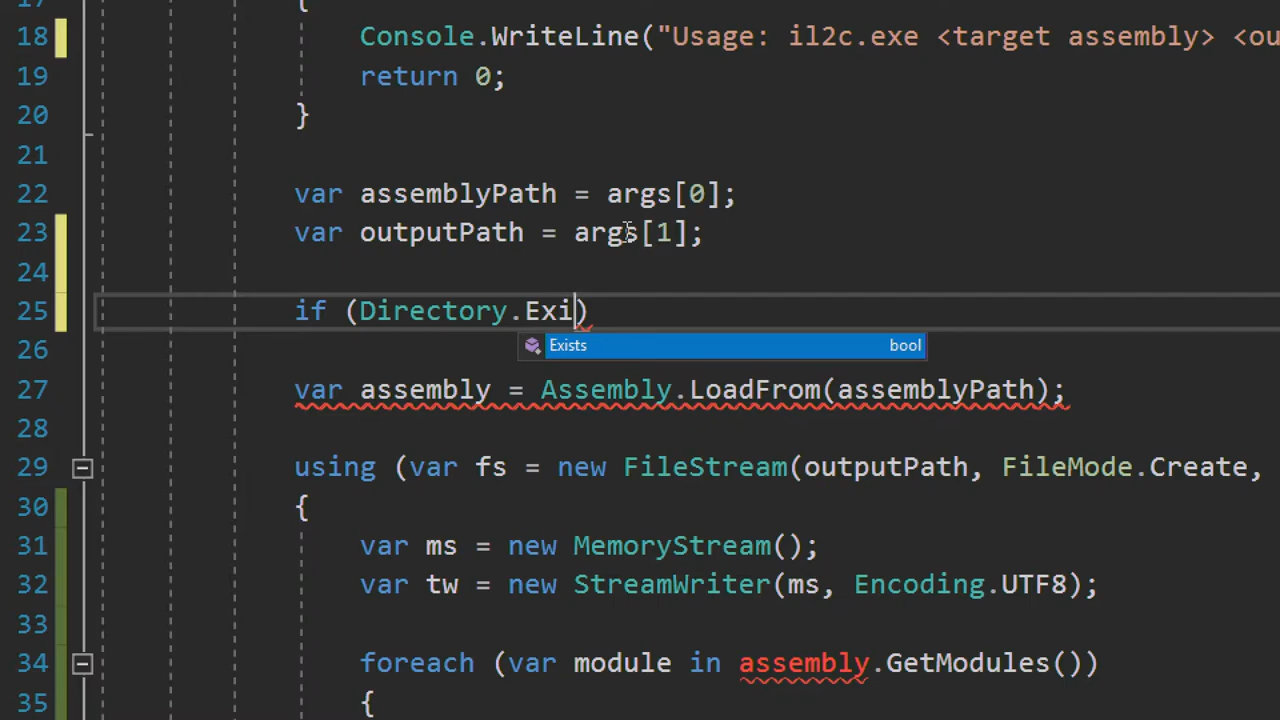 17 {
18 Console.WriteLine("Usage: il2c.exe <target assembly> <ou
19 return 0;
20 }
21
22 var assemblyPath = args[0];
23 var outputPath = args[1];
24
25 if (Directory.Exi)
26 Exists bool
27 var assembly = Assembly.LoadFrom(assemblyPath);
28
29 using (var fs = new FileStream(outputPath, FileMode.Create,
30 {
31 var ms = new MemoryStream();
32 var tw = new StreamWriter(ms, Encoding.UTF8);
33
34 foreach (var module in assembly.GetModules())
35 {